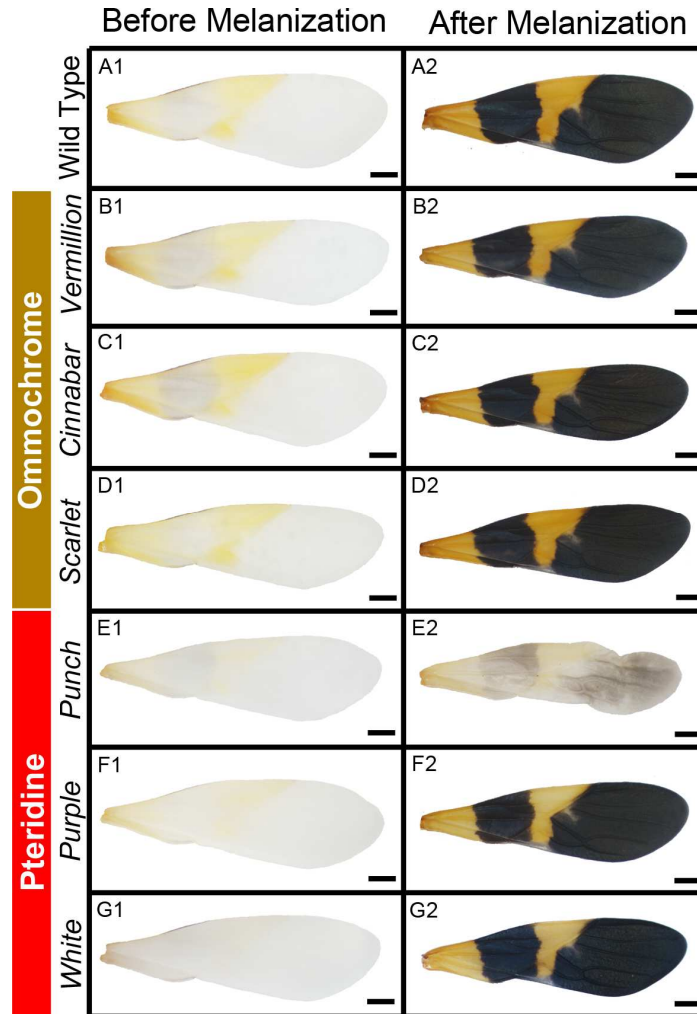 Before Melanization After Melanization
Ommochrome
Wild Type
A1 A2
Vermillion
B1 B2
Cinnabar
C1 C2
Scarlet
D1 D2
Pteridine
Punch
E1 E2
Purple
F1 F2
White
G1 G2